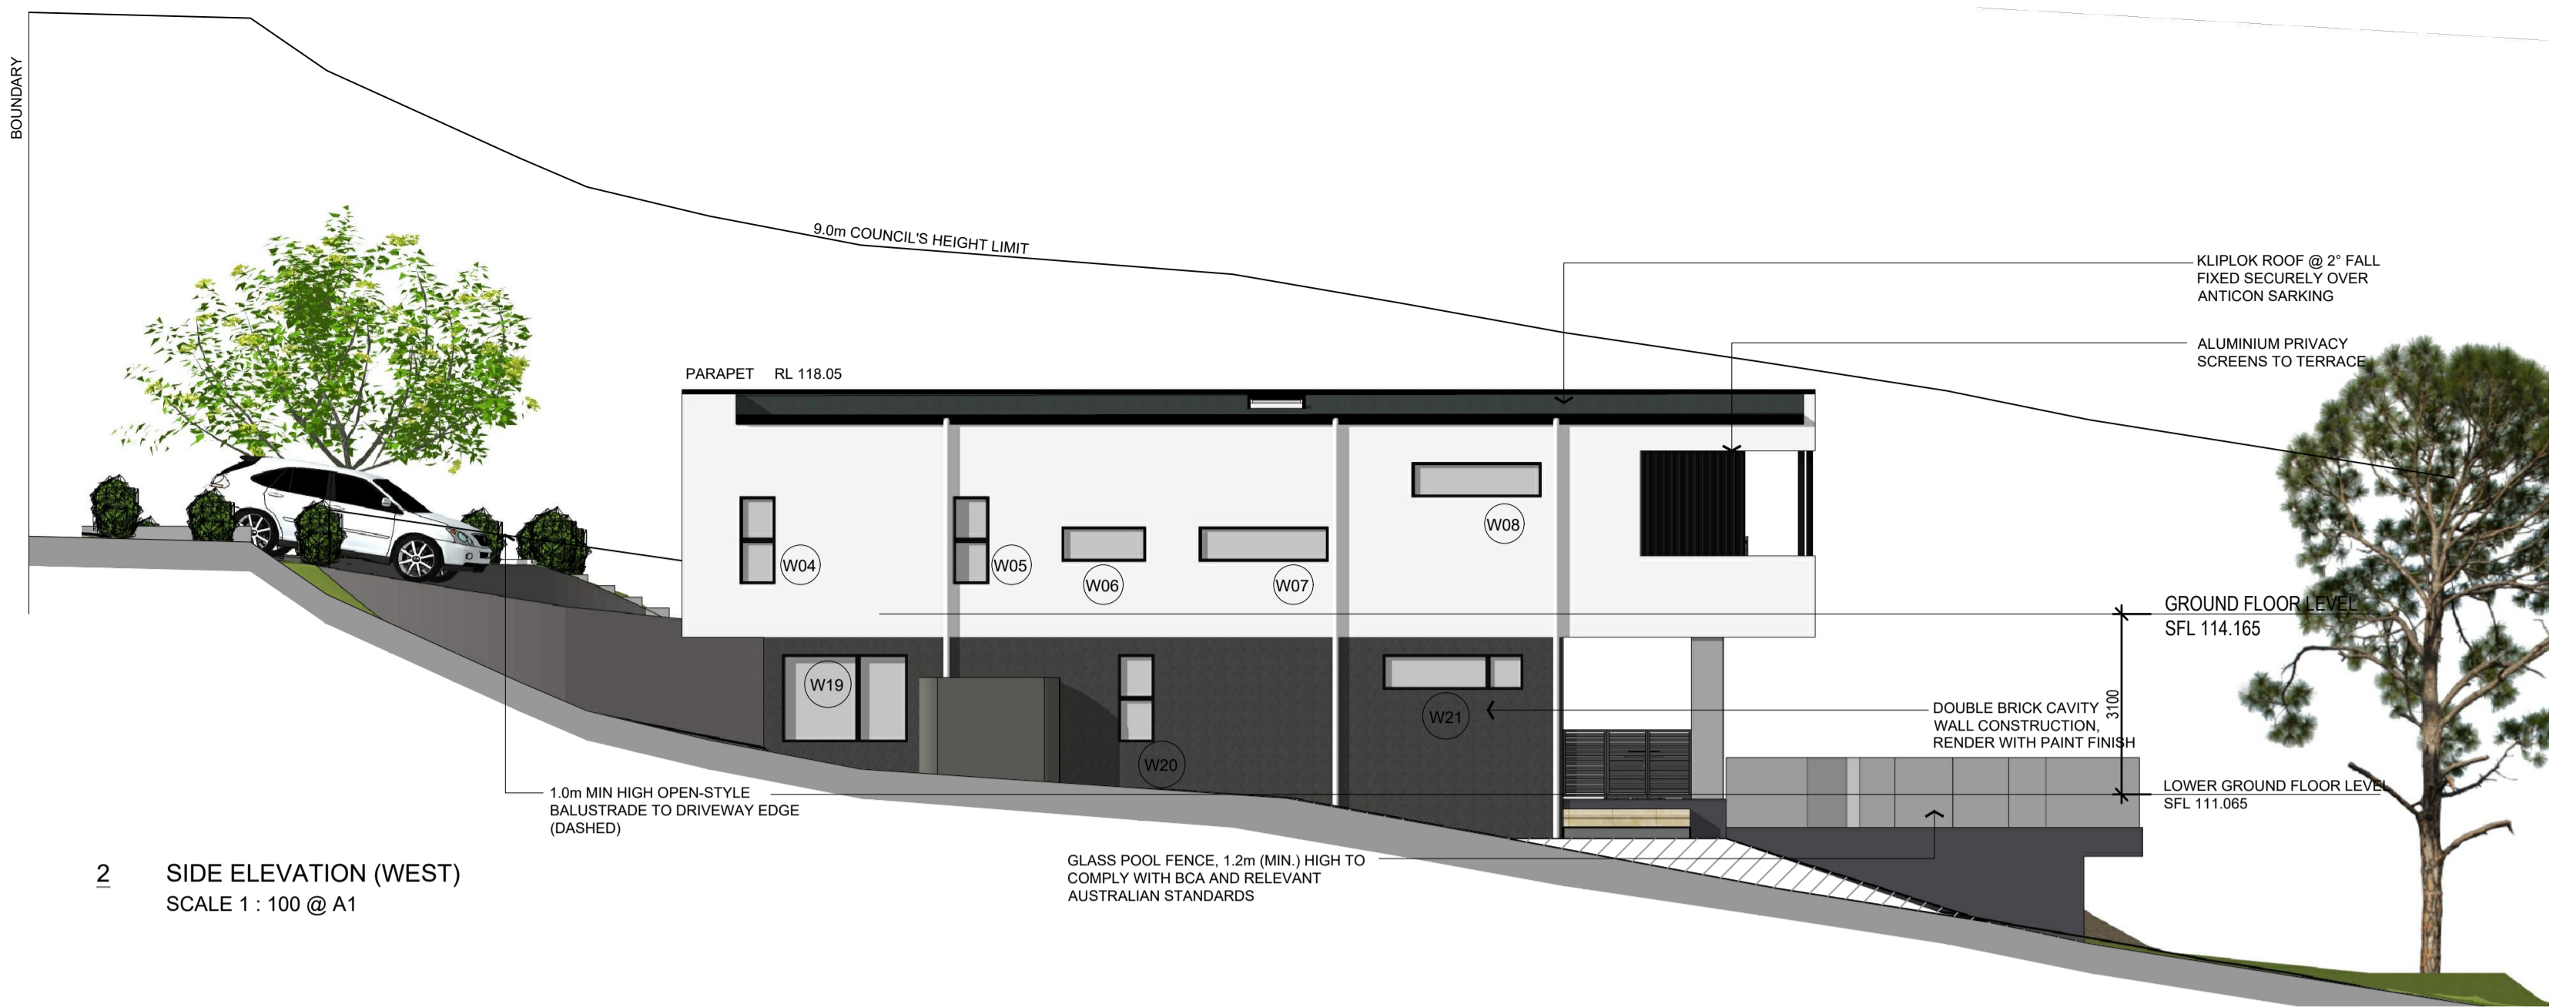 BOUNDARY
9.0m COUNCIL'S HEIGHT LIMIT
KLIPLOK ROOF @ 2° FALL
FIXED SECURELY OVER
ANTICON SARKING
ALUMINIUM PRIVACY
SCREENS TO TERRACE
PARAPET RL 118.05
W04
W05
W06
W07
W08
GROUND FLOOR LEVEL
SFL 114.165
W19
W20
W21
3100
DOUBLE BRICK CAVITY
WALL CONSTRUCTION,
RENDER WITH PAINT FINISH
1.0m MIN HIGH OPEN-STYLE
BALUSTRADE TO DRIVEWAY EDGE
(DASHED)
LOWER GROUND FLOOR LEVEL
SFL 111.065
GLASS POOL FENCE, 1.2m (MIN.) HIGH TO
COMPLY WITH BCA AND RELEVANT
AUSTRALIAN STANDARDS
2 SIDE ELEVATION (WEST)
SCALE 1 : 100 @ A1